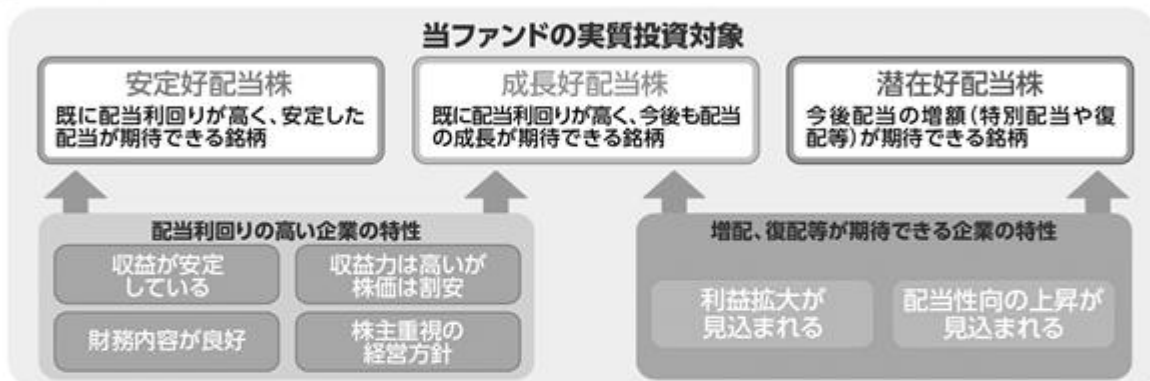 当ファンドの実質投資対象
安定好配当株
既に配当利回りが高く、安定した
配当が期待できる銘柄
成長好配当株
既に配当利回りが高く、今後も配当
の成長が期待できる銘柄
潜在好配当株
今後配当の増額(特別配当や復
配等)が期待できる銘柄
配当利回りの高い企業の特性
収益が安定
している
収益力は高いが
株価は割安
財務内容が良好
株主重視の
経営方針
増配、復配等が期待できる企業の特性
利益拡大が
見込まれる
配当性向の上昇が
見込まれる